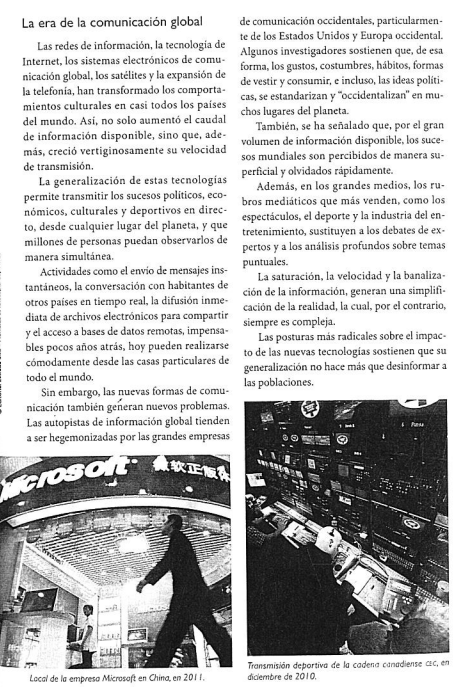 La era de la comunicación global
Las redes de información, la tecnología de
Internet, los sistemas electrónicos de comu-
nicación global, los satélites y la expansión de
la telefonía, han transformado los comporta-
mientos culturales en casi todos los países
del mundo. Así, no solo aumentó el caudal
de información disponible, sino que, ade-
más, creció vertiginosamente su velocidad
de transmisión.
La generalización de estas tecnologías
permite transmitir los sucesos políticos, eco-
nómicos, culturales y deportivos en direc-
to, desde cualquier lugar del planeta, y que
millones de personas puedan observarlos de
manera simultánea.
Actividades como el envío de mensajes ins-
tantáneos, la conversación con habitantes de
otros países en tiempo real, la difusión inme-
diata de archivos electrónicos para compartir
y el acceso a bases de datos remotas, impensa-
bles pocos años atrás, hoy pueden realizarse
cómodamente desde las casas particulares de
todo el mundo.
Sin embargo, las nuevas formas de comu-
nicación también generan nuevos problemas.
Las autopistas de información global tienden
a ser hegemonizadas por las grandes empresas
de comunicación occidentales, particularmen-
te de los Estados Unidos y Europa occidental.
Algunos investigadores sostienen que, de esa
forma, los gustos, costumbres, hábitos, formas
de vestir y consumir, e incluso, las ideas políti-
cas, se estandarizan y "occidentalizan" en mu-
chos lugares del planeta.
También, se ha señalado que, por el gran
volumen de información disponible, los suce-
sos mundiales son percibidos de manera su-
perficial y olvidados rápidamente.
Además, en los grandes medios, los ru-
bros mediáticos que más venden, como los
espectáculos, el deporte y la industria del en-
tretenimiento, sustituyen a los debates de ex-
pertos y a los análisis profundos sobre temas
puntuales.
La saturación, la velocidad y la banaliza-
ción de la información, generan una simplifi-
cación de la realidad, la cual, por el contrario,
siempre es compleja.
Las posturas más radicales sobre el impac-
to de las nuevas tecnologías sostienen que su
generalización no hace más que desinformar a
las poblaciones.
Microsoft 微软正版
Local de la empresa Microsoft en China, en 2011.
Transmisión deportiva de la cadena canadiense CEC, en
diciembre de 2010.